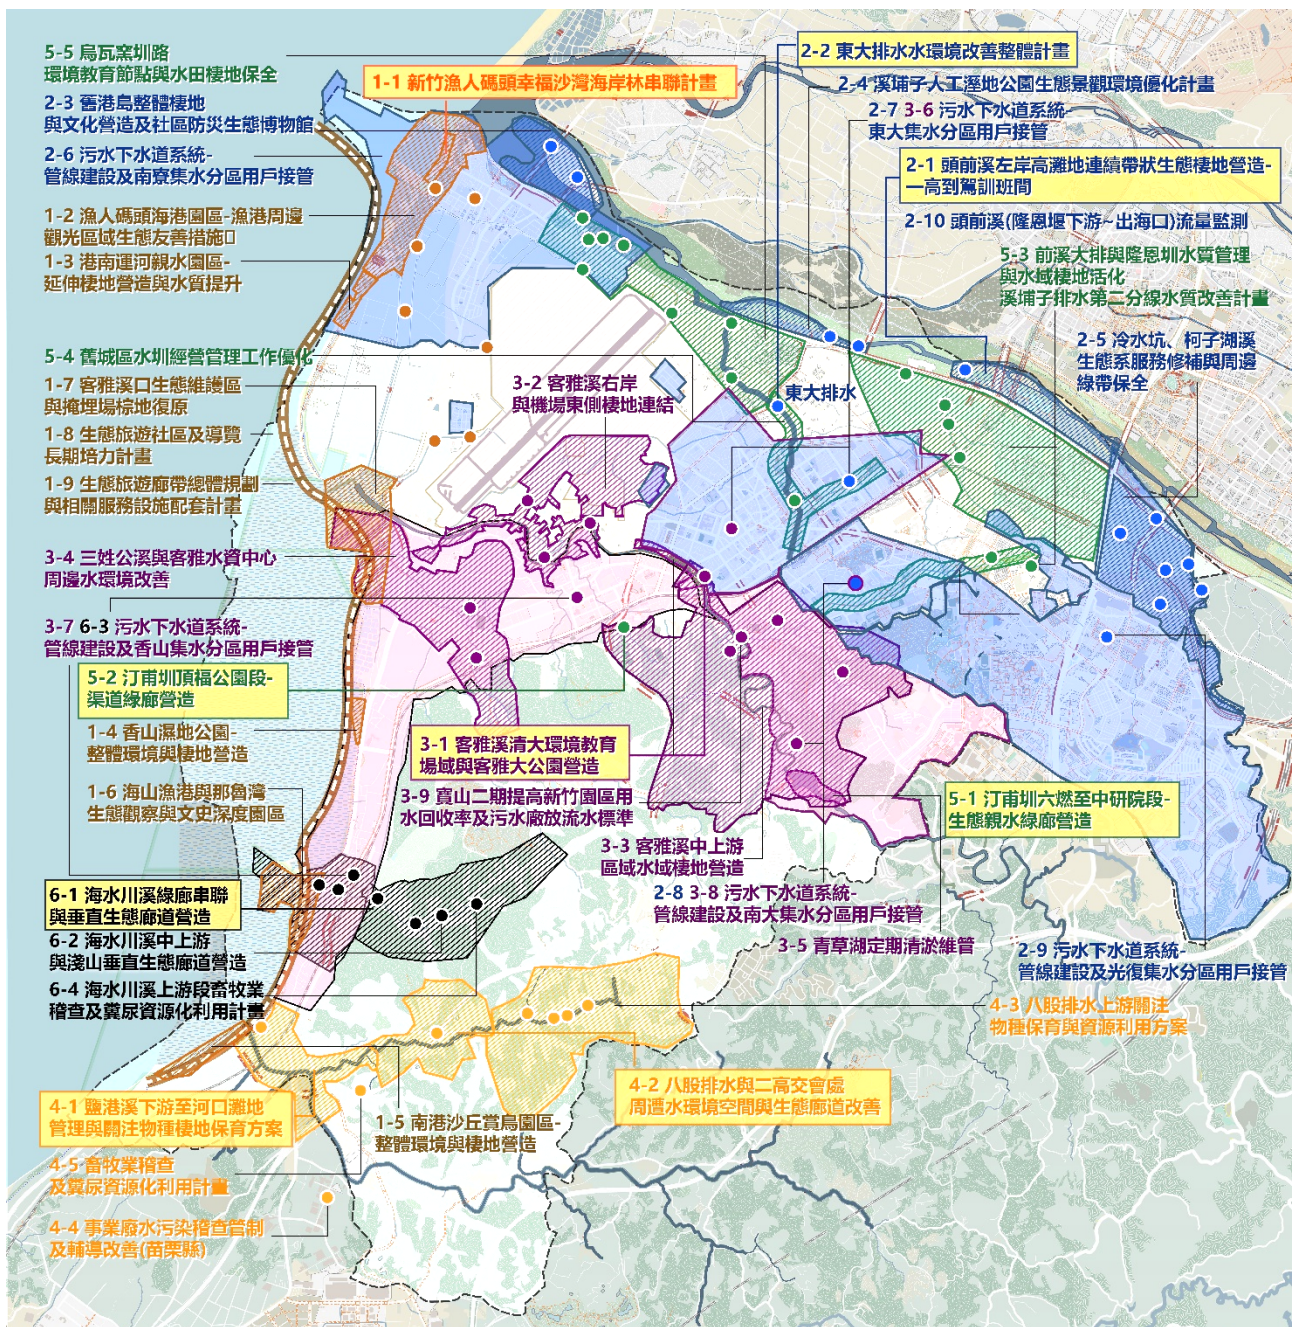 5-5 烏瓦窯圳路
環境教育節點與水田棲地保全
2-3 舊港島整體棲地
與文化營造及社區防災生態博物館
2-6 污水下水道系統-
管線建設及南寮集水分區用戶接管
1-2 漁人碼頭海港園區-漁港周邊
觀光區域生態友善措施□
1-3 港南運河親水園區-
延伸棲地營造與水質提升
5-4 舊城區水圳經營管理工作優化
1-7 客雅溪口生態維護區
與掩埋場棕地復原
1-8 生態旅遊社區及導覽
長期培力計畫
1-9 生態旅遊廊帶總體規劃
與相關服務設施配套計畫
3-4 三姓公溪與客雅水資中心
周邊水環境改善
3-7 6-3 污水下水道系統-
管線建設及香山集水分區用戶接管
5-2 汀甫圳頂福公園段-
渠道綠廊營造
1-4 香山濕地公園-
整體環境與棲地營造
1-6 海山漁港與那魯灣
生態觀察與文史深度園區
6-1 海水川溪綠廊串聯
與垂直生態廊道營造
6-2 海水川溪中上游
與淺山垂直生態廊道營造
6-4 海水川溪上游段畜牧業
稽查及糞尿資源化利用計畫
4-1 鹽港溪下游至河口灘地
管理與關注物種棲地保育方案
4-5 畜牧業稽查
及糞尿資源化利用計畫
4-4 事業廢水污染稽查管制
及輔導改善(苗栗縣)
1-1 新竹漁人碼頭幸福沙灣海岸林串聯計畫
2-2 東大排水水環境改善整體計畫
2-4 溪埔子人工溼地公園生態景觀環境優化計畫
2-7 3-6 污水下水道系統-
東大集水分區用戶接管
2-1 頭前溪左岸高灘地連續帶狀生態棲地營造-
一高到駕訓班間
2-10 頭前溪(隆恩堰下游~出海口)流量監測
5-3 前溪大排與隆恩圳水質管理
與水域棲地活化
溪埔子排水第二分線水質改善計畫
2-5 冷水坑、柯子湖溪
生態系服務修補與周邊
綠帶保全
3-2 客雅溪右岸
與機場東側棲地連結
東大排水
3-1 客雅溪清大環境教育
場域與客雅大公園營造
3-9 寶山二期提高新竹園區用
水回收率及污水廠放流水標準
3-3 客雅溪中上游
區域水域棲地營造
5-1 汀甫圳六燃至中研院段-
生態親水綠廊營造
2-8 3-8 污水下水道系統-
管線建設及南大集水分區用戶接管
3-5 青草湖定期清淤維管
2-9 污水下水道系統-
管線建設及光復集水分區用戶接管
4-3 八股排水上游關注
物種保育與資源利用方案
4-2 八股排水與二高交會處
周遭水環境空間與生態廊道改善
1-5 南港沙丘賞鳥園區-
整體環境與棲地營造